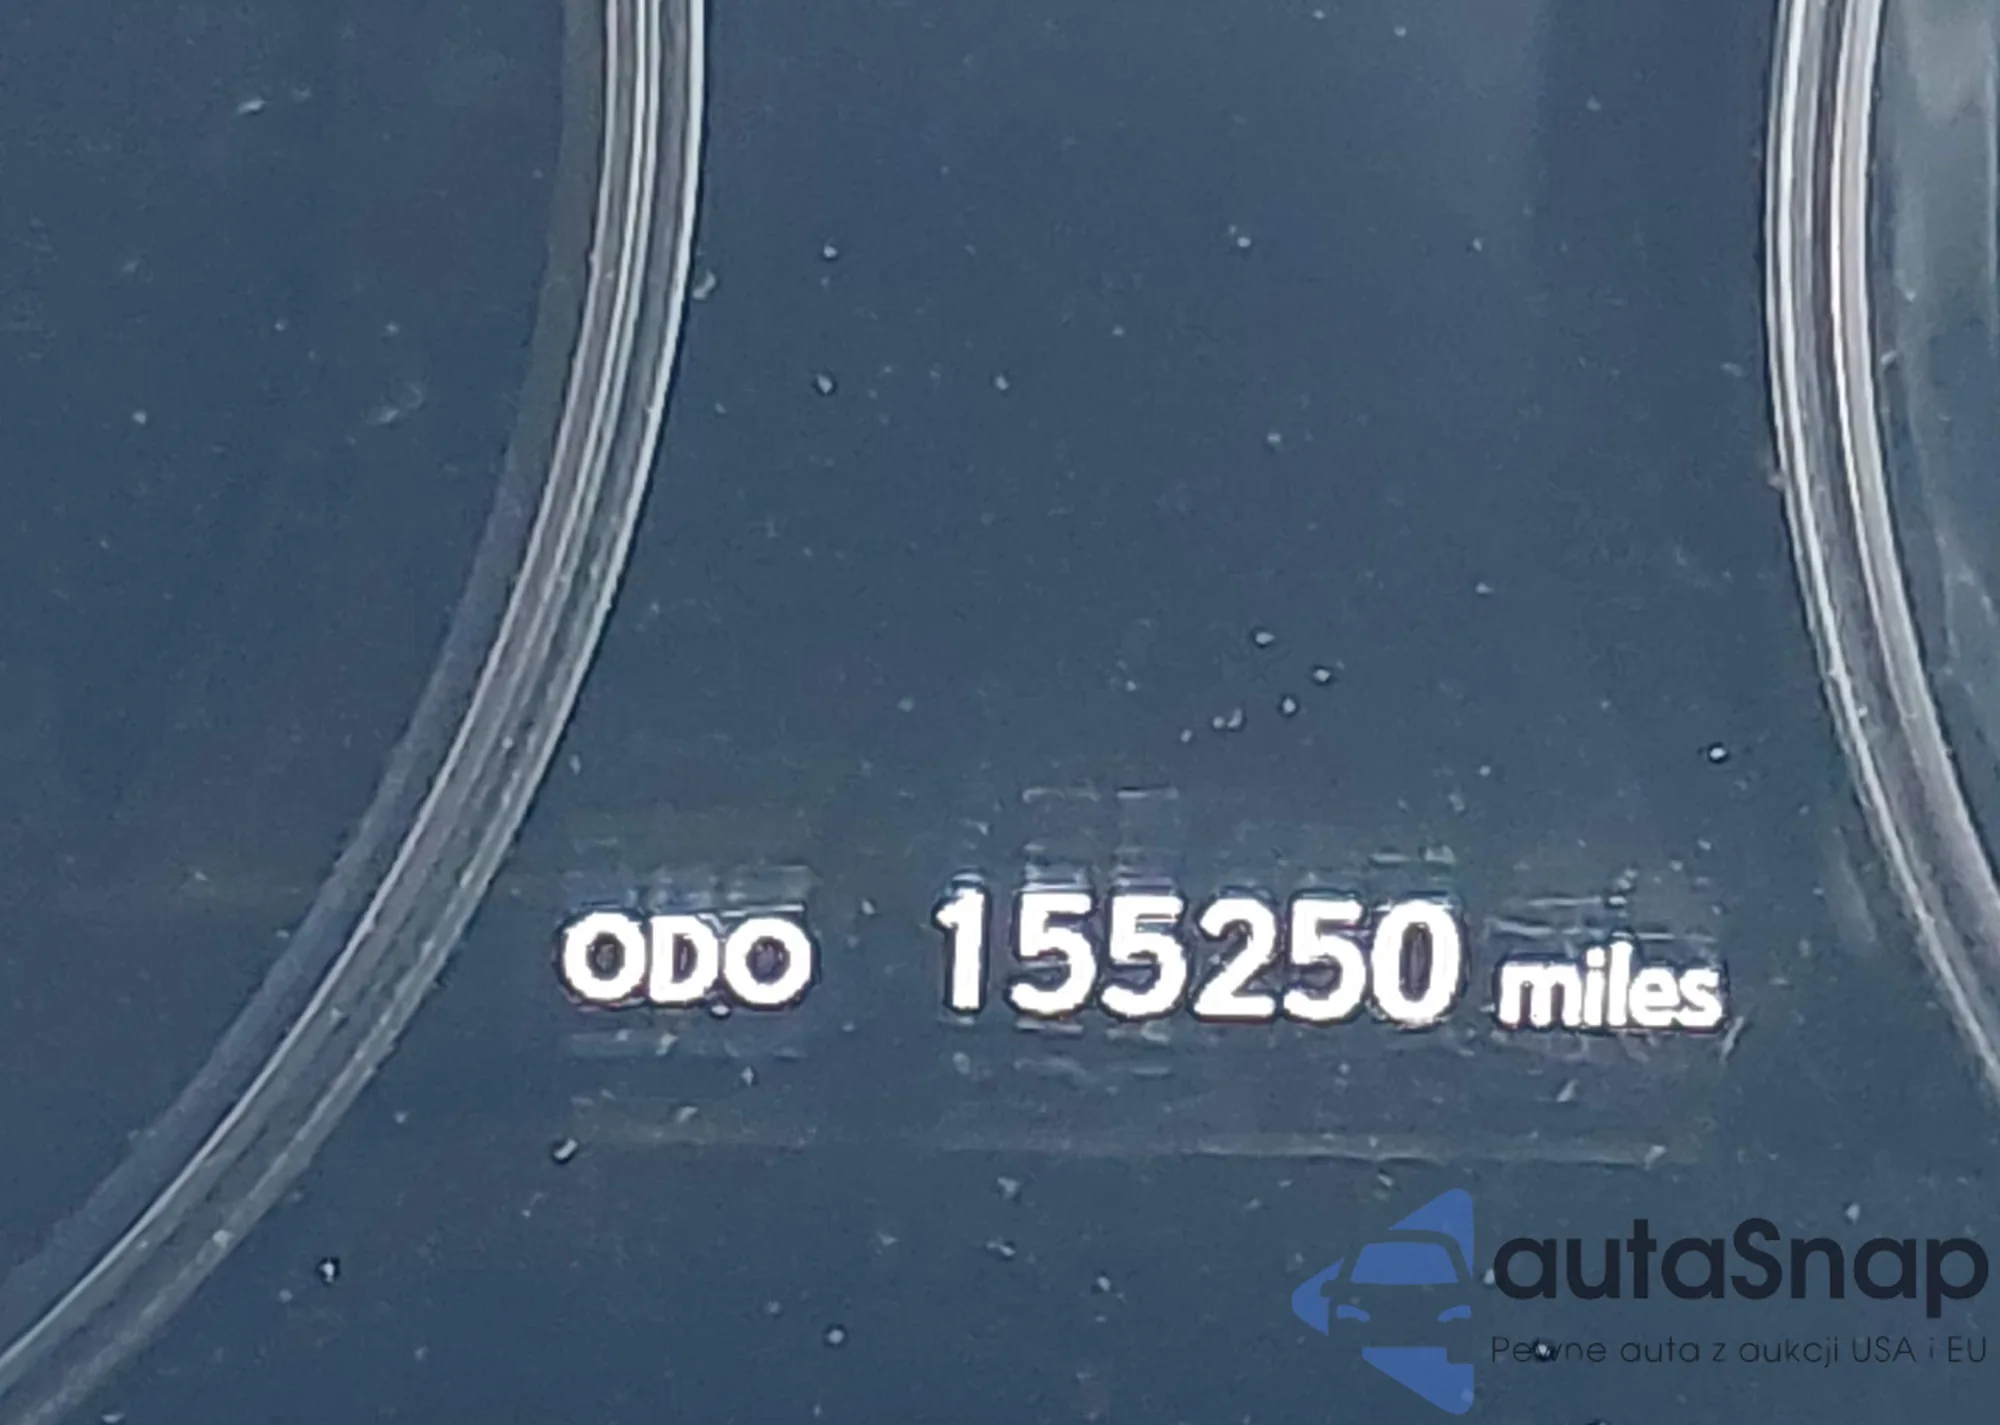 ODO 155250 miles
autaSnap
Pewne auta z aukcji USA i EU